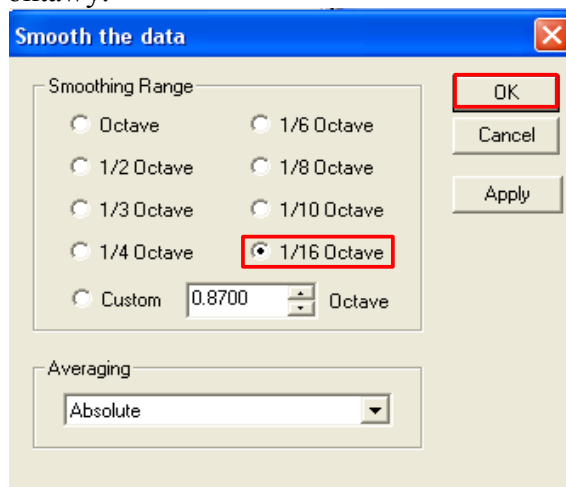 Smooth the data
Smoothing Range
Octave
1/6 Octave
1/2 Octave
1/8 Octave
1/3 Octave
1/10 Octave
1/4 Octave
1/16 Octave
Custom 0.8700 Octave
OK
Cancel
Apply
Averaging
Absolute